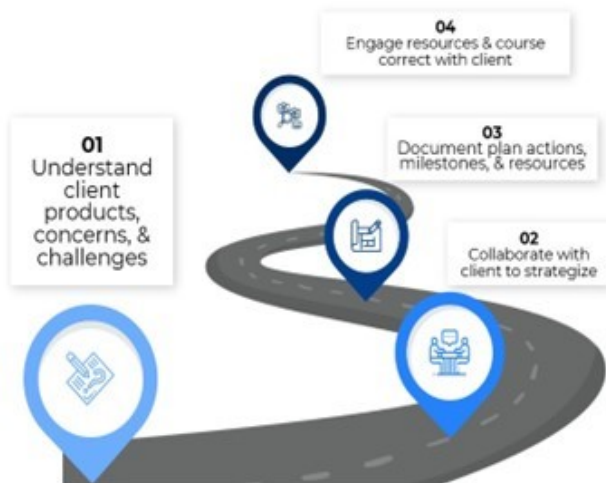 01
Understand
client
products,
concerns, &
challenges
02
Collaborate with
client to strategize
03
Document plan actions,
milestones, & resources
04
Engage resources & course
correct with client